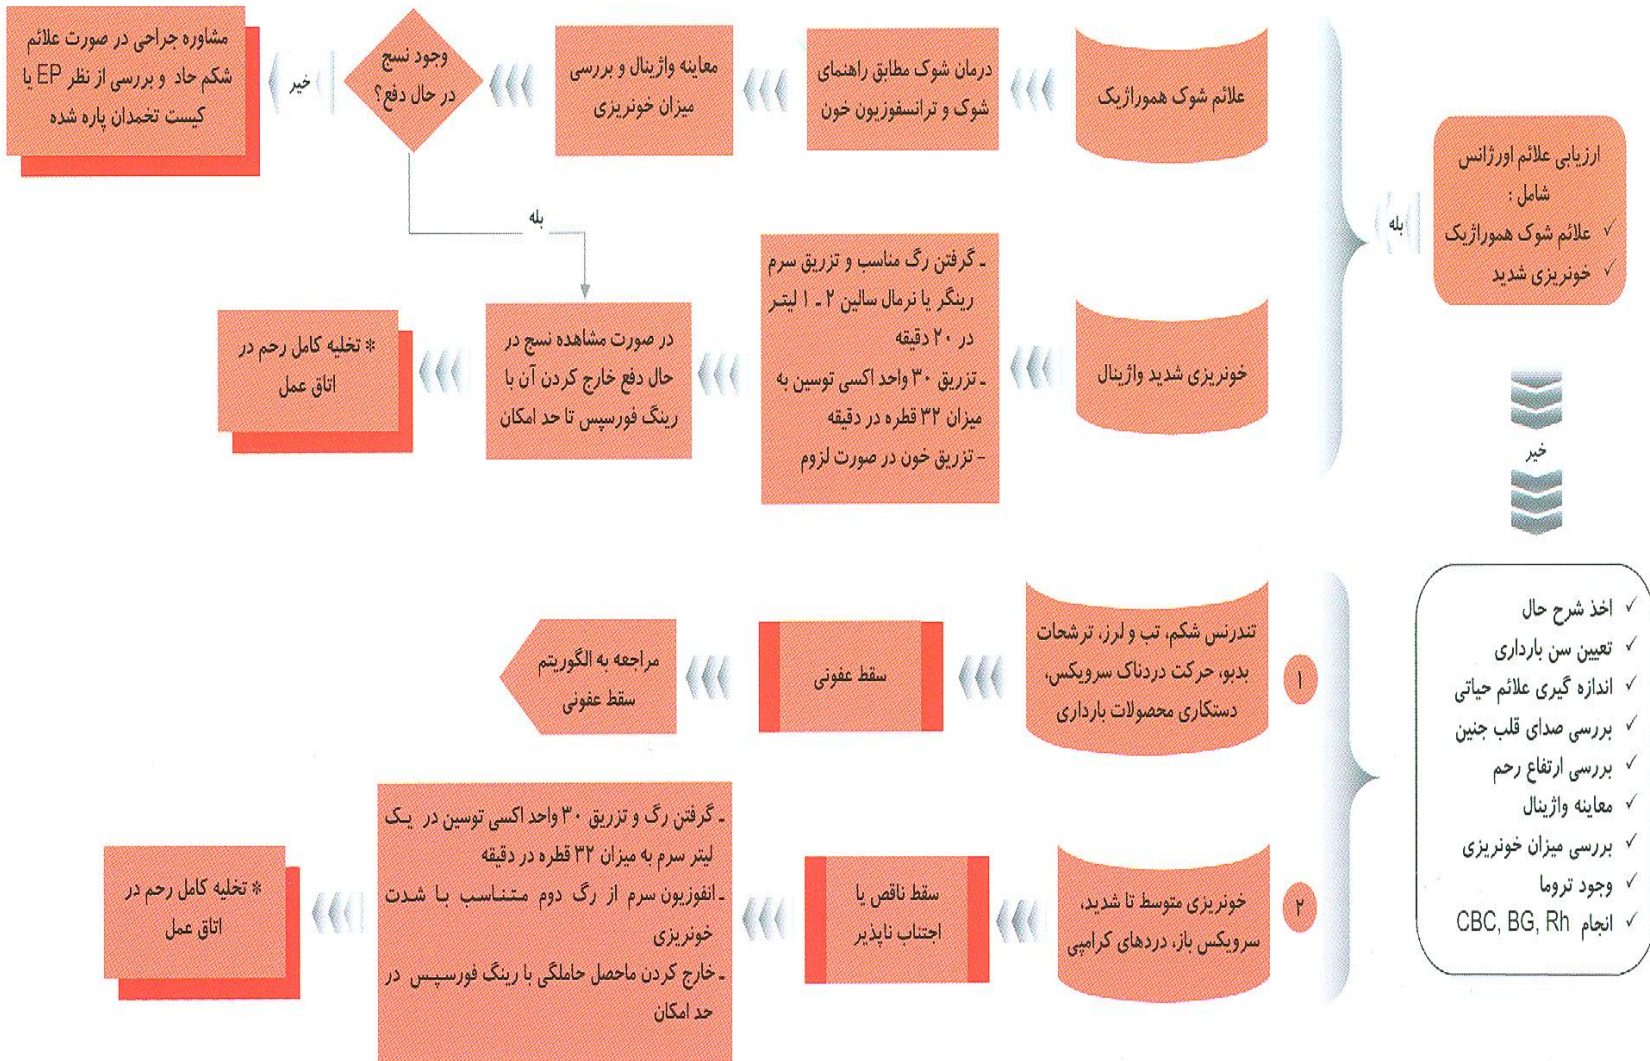 ارزیابی علائم اورژانس
شامل :
✓ علائم شوک هموراژیک
✓ خونریزی شدید
بله
علائم شوک هموراژیک
درمان شوک مطابق راهنمای
شوک و ترانسفوزیون خون
معاینه واژینال و بررسی
میزان خونریزی
وجود نسج
در حال دفع؟
خیر
مشاوره جراحی در صورت علائم
شکم حاد و بررسی از نظر EP یا
کیست تخمدان پاره شده
بله
خونریزی شدید واژینال
ـ گرفتن رگ مناسب و تزریق سرم
رینگر یا نرمال سالین ۲ ـ ۱ لیتر
در ۲۰ دقیقه
ـ تزریق ۳۰ واحد اکسی توسین به
میزان ۳۲ قطره در دقیقه
– تزریق خون در صورت لزوم
در صورت مشاهده نسج در
حال دفع خارج کردن آن با
رینگ فورسپس تا حد امکان
* تخلیه کامل رحم در
اتاق عمل
خیر
✓ اخذ شرح حال
✓ تعیین سن بارداری
✓ اندازه گیری علائم حیاتی
✓ بررسی صدای قلب جنین
✓ بررسی ارتفاع رحم
✓ معاینه واژینال
✓ بررسی میزان خونریزی
✓ وجود تروما
✓ انجام CBC, BG, Rh
۱
تندرنس شکم، تب و لرز، ترشحات
بدبو، حرکت دردناک سرویکس،
دستکاری محصولات بارداری
سقط عفونی
مراجعه به الگوریتم
سقط عفونی
۲
خونریزی متوسط تا شدید،
سرویکس باز، دردهای کرامپی
سقط ناقص یا
اجتناب ناپذیر
ـ گرفتن رگ و تزریق ۳۰ واحد اکسی توسین در یک
لیتر سرم به میزان ۳۲ قطره در دقیقه
ـ انفوزیون سرم از رگ دوم متناسب با شدت
خونریزی
ـ خارج کردن ماحصل حاملگی با رینگ فورسپس در
حد امکان
* تخلیه کامل رحم در
اتاق عمل